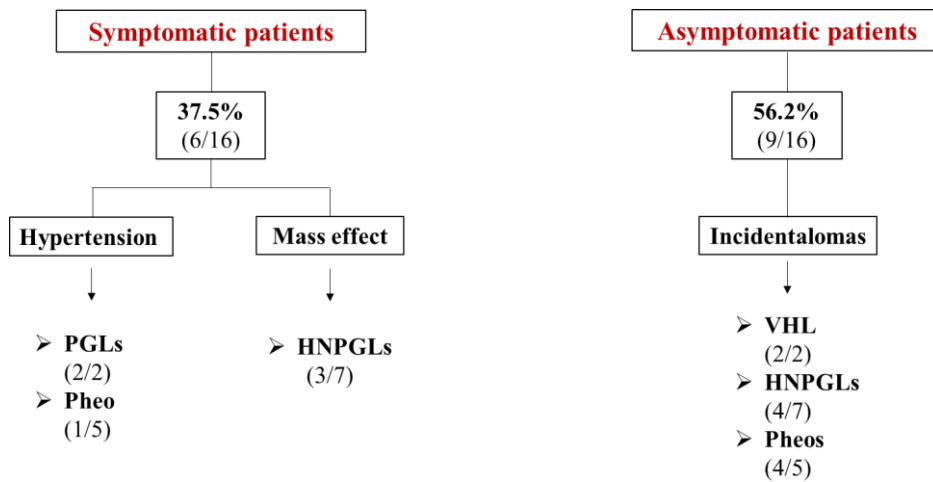 Symptomatic patients
37.5%
(6/16)
Hypertension
Mass effect
➢ PGLs
(2/2)
➢ Pheo
(1/5)
➢ HNPGLs
(3/7)
Asymptomatic patients
56.2%
(9/16)
Incidentalomas
➢ VHL
(2/2)
➢ HNPGLs
(4/7)
➢ Pheos
(4/5)